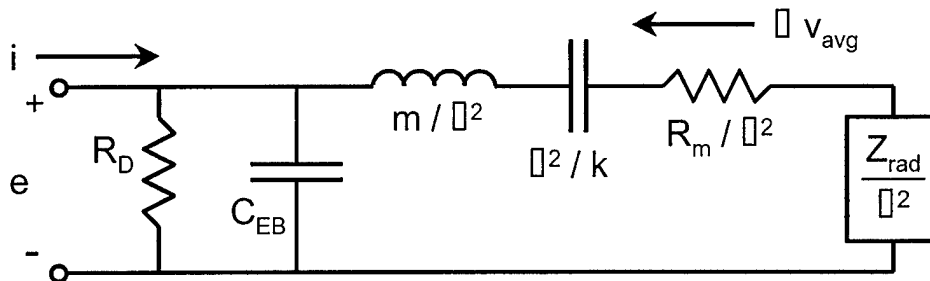 i
▯ v_avg
+
m / ▯²
R_D
R_m / ▯²
Z_rad
▯²
▯² / k
e
C_EB
-